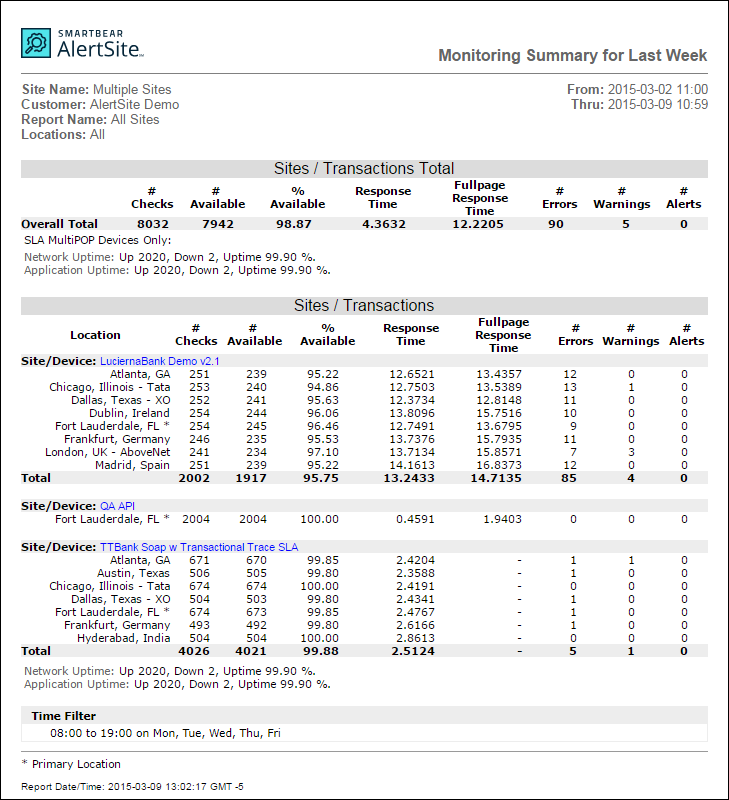 SMARTBEAR
AlertSite™
Monitoring Summary for Last Week
Site Name: Multiple Sites From: 2015-03-02 11:00
Customer: AlertSite Demo Thru: 2015-03-09 10:59
Report Name: All Sites
Locations: All
Sites / Transactions Total
# Checks # Available % Available Response Time Fullpage Response Time # Errors # Warnings # Alerts
Overall Total 8032 7942 98.87 4.3632 12.2205 90 5 0
SLA MultiPOP Devices Only:
Network Uptime: Up 2020, Down 2, Uptime 99.90 %.
Application Uptime: Up 2020, Down 2, Uptime 99.90 %.
Sites / Transactions
Location # Checks # Available % Available Response Time Fullpage Response Time # Errors # Warnings # Alerts
Site/Device: LuciernaBank Demo v2.1
Atlanta, GA 251 239 95.22 12.6521 13.4357 12 0 0
Chicago, Illinois - Tata 253 240 94.86 12.7503 13.5389 13 1 0
Dallas, Texas - XO 252 241 95.63 12.3734 12.8148 11 0 0
Dublin, Ireland 254 244 96.06 13.8096 15.7516 10 0 0
Fort Lauderdale, FL * 254 245 96.46 12.7491 13.6795 9 0 0
Frankfurt, Germany 246 235 95.53 13.7376 15.7935 11 0 0
London, UK - AboveNet 241 234 97.10 13.7134 15.8571 7 3 0
Madrid, Spain 251 239 95.22 14.1613 16.8373 12 0 0
Total 2002 1917 95.75 13.2433 14.7135 85 4 0
Site/Device: QA API
Fort Lauderdale, FL * 2004 2004 100.00 0.4591 1.9403 0 0 0
Site/Device: TTBank Soap w Transactional Trace SLA
Atlanta, GA 671 670 99.85 2.4204 - 1 1 0
Austin, Texas 506 505 99.80 2.3588 - 1 0 0
Chicago, Illinois - Tata 674 674 100.00 2.4191 - 0 0 0
Dallas, Texas - XO 504 503 99.80 2.4341 - 1 0 0
Fort Lauderdale, FL * 674 673 99.85 2.4767 - 1 0 0
Frankfurt, Germany 493 492 99.80 2.6166 - 1 0 0
Hyderabad, India 504 504 100.00 2.8613 - 0 0 0
Total 4026 4021 99.88 2.5124 - 5 1 0
Network Uptime: Up 2020, Down 2, Uptime 99.90 %.
Application Uptime: Up 2020, Down 2, Uptime 99.90 %.
Time Filter
08:00 to 19:00 on Mon, Tue, Wed, Thu, Fri
* Primary Location
Report Date/Time: 2015-03-09 13:02:17 GMT -5